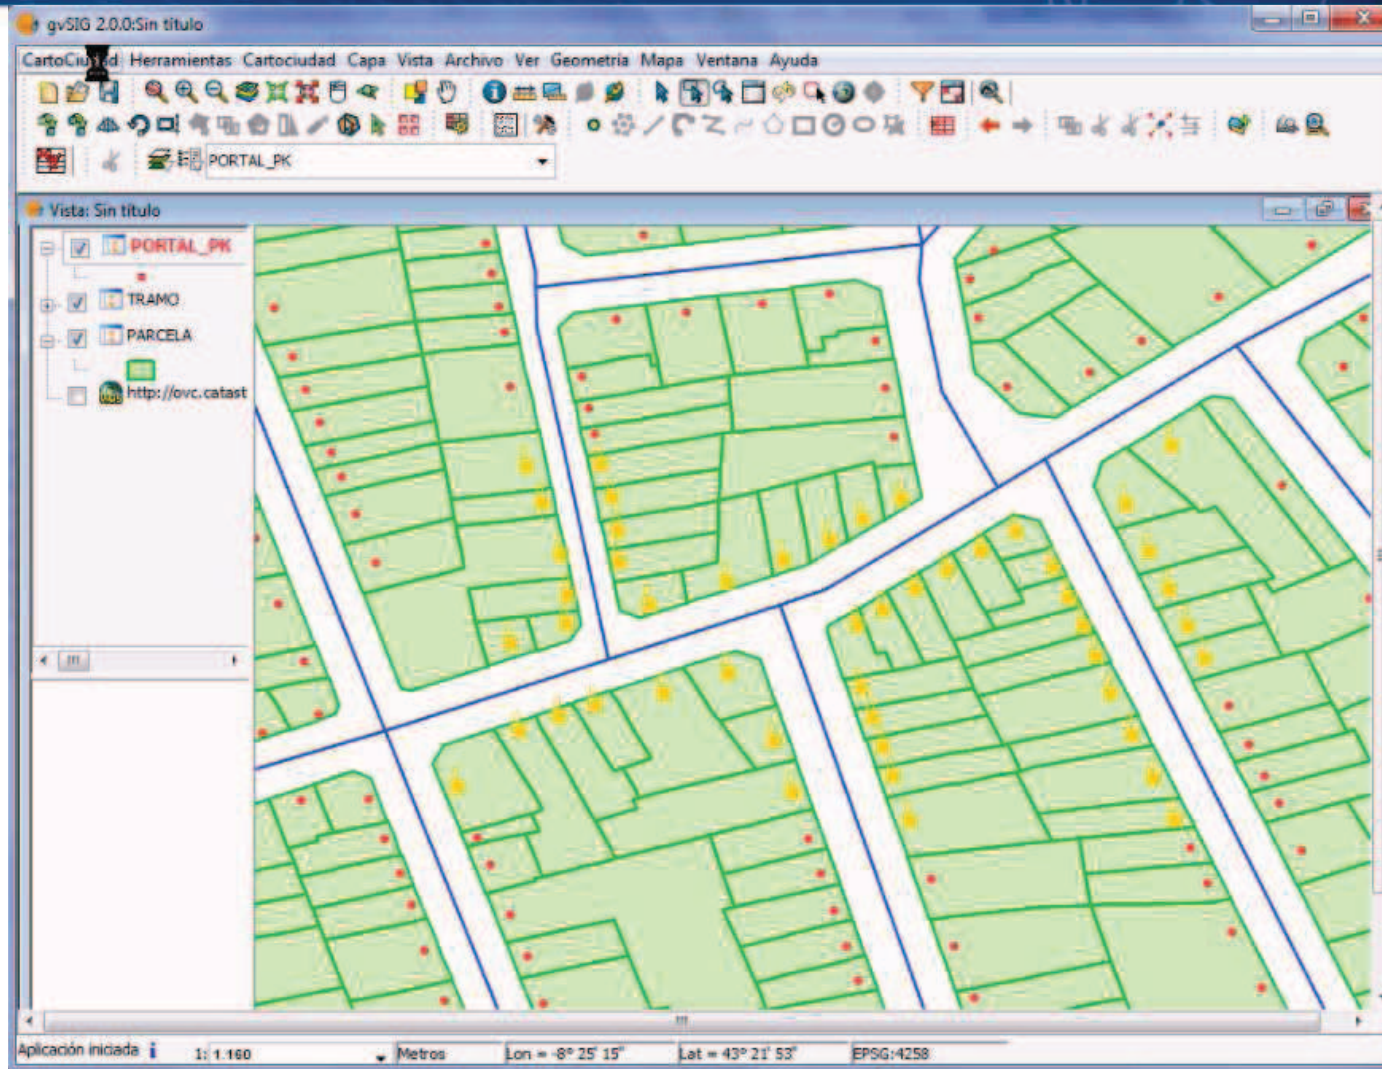 gvSIG 2.0.0:Sin título
CartoCiudad Herramientas Cartociudad Capa Vista Archivo Ver Geometría Mapa Ventana Ayuda
PORTAL_PK
Vista: Sin título
PORTAL_PK
TRAMO
PARCELA
http://ovc.catast
Aplicación iniciada 1: 1.160 Metros Lon = -8° 25' 15" Lat = 43° 21' 53" EPSG:4258